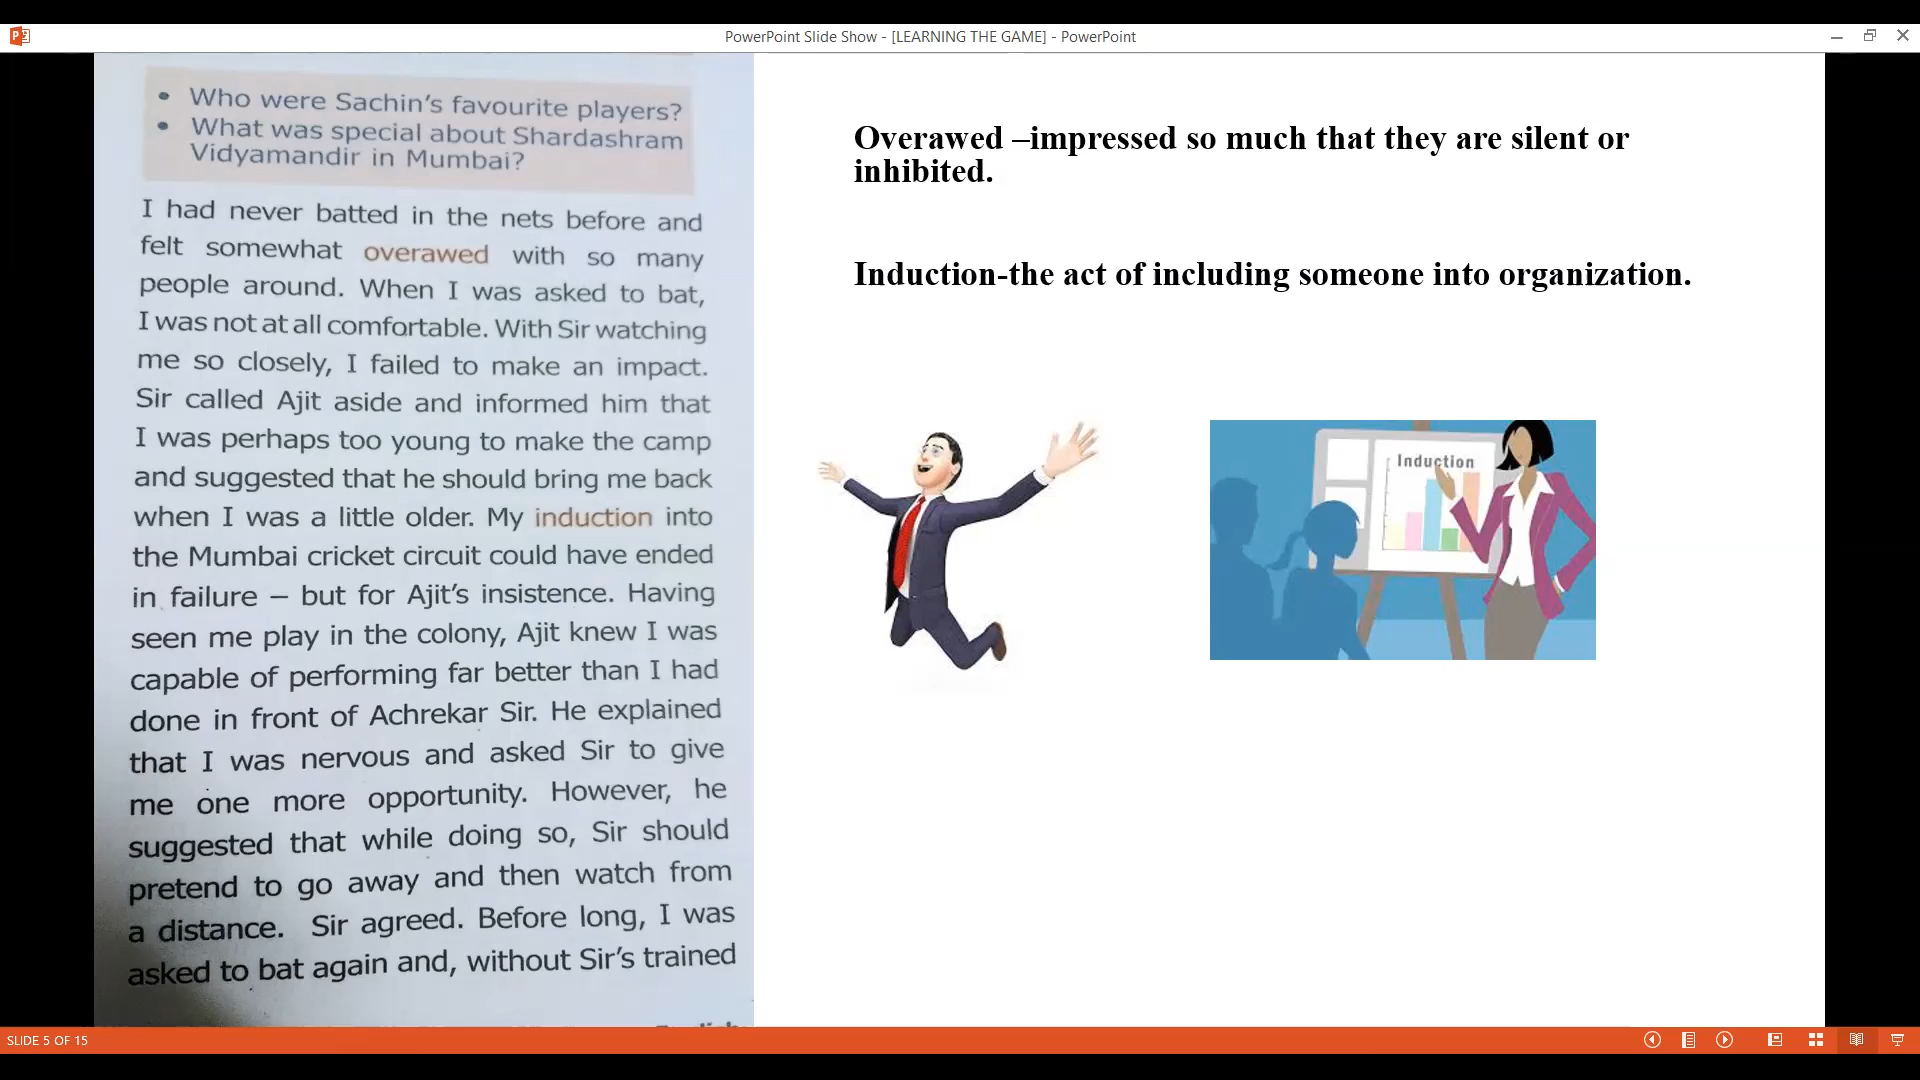 PowerPoint Slide Show - [LEARNING THE GAME] - PowerPoint
• Who were Sachin's favourite players?
• What was special about Shardashram
Vidyamandir in Mumbai?
I had never batted in the nets before and
felt somewhat overawed with so many
people around. When I was asked to bat,
I was not at all comfortable. With Sir watching
me so closely, I failed to make an impact.
Sir called Ajit aside and informed him that
I was perhaps too young to make the camp
and suggested that he should bring me back
when I was a little older. My induction into
the Mumbai cricket circuit could have ended
in failure – but for Ajit's insistence. Having
seen me play in the colony, Ajit knew I was
capable of performing far better than I had
done in front of Achrekar Sir. He explained
that I was nervous and asked Sir to give
me one more opportunity. However, he
suggested that while doing so, Sir should
pretend to go away and then watch from
a distance. Sir agreed. Before long, I was
asked to bat again and, without Sir's trained
Overawed –impressed so much that they are silent or
inhibited.
Induction-the act of including someone into organization.
Induction
SLIDE 5 OF 15